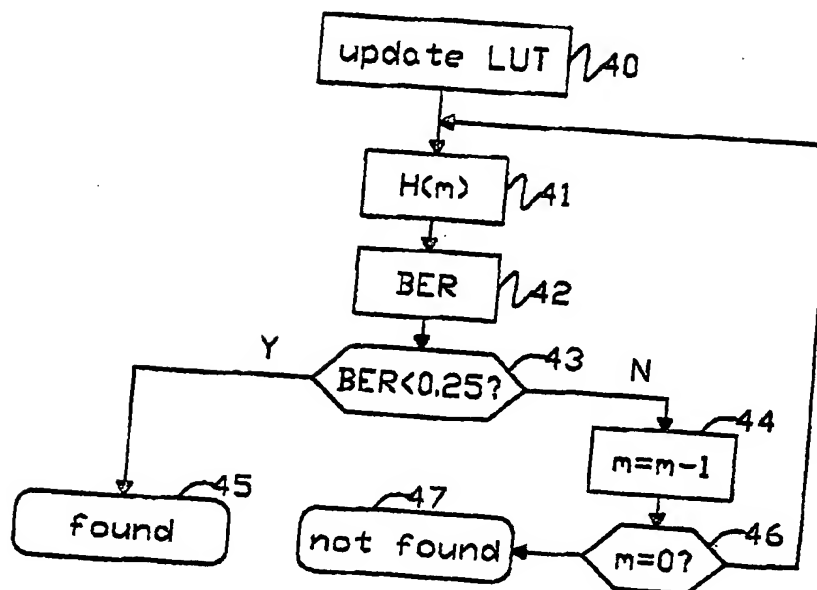 update LUT 40
H(m) 41
BER 42
Y BER<0.25? 43 N
m=m-1 44
found 45
not found 47
m=0? 46